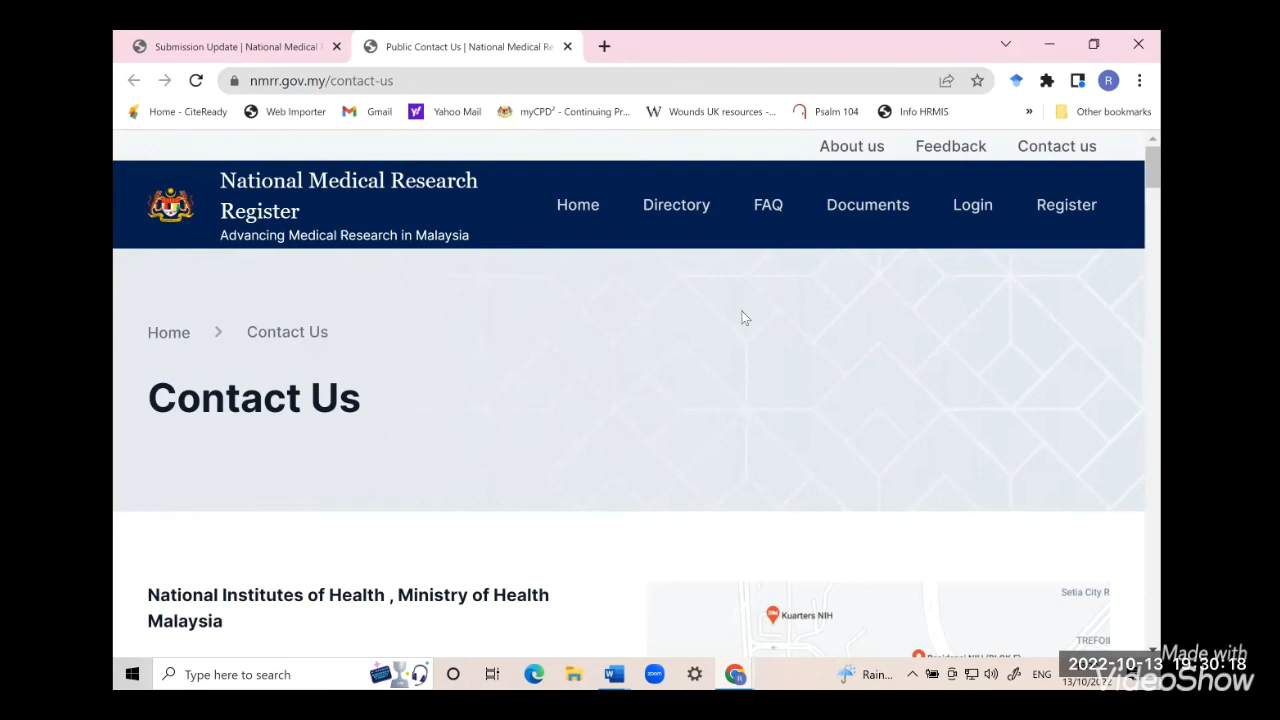 Submission Update | National Medical R
Public Contact Us | National Medical Re
nmrr.gov.my/contact-us
R
Home - CiteReady
Web Importer
Gmail
Yahoo Mail
myCPD² - Continuing Pr...
Wounds UK resources -...
Psalm 104
Info HRMIS
»
Other bookmarks
About us
Feedback
Contact us
National Medical Research
Register
Advancing Medical Research in Malaysia
Home
Directory
FAQ
Documents
Login
Register
Home > Contact Us
Contact Us
National Institutes of Health , Ministry of Health
Malaysia
Setia City R
Kuarters NIH
TREFOI
Type here to search
zoom
Rain...
ENG
2022-10-13 19:30:18
13/10/2022
Made with
VideoShow